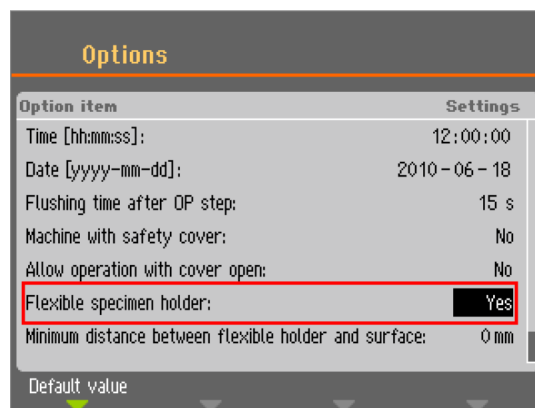 Options
Option item Settings
Time [hh:mm:ss]: 12:00:00
Date [yyyy-mm-dd]: 2010-06-18
Flushing time after OP step: 15 s
Machine with safety cover: No
Allow operation with cover open: No
Flexible specimen holder: Yes
Minimum distance between flexible holder and surface: 0 mm
Default value